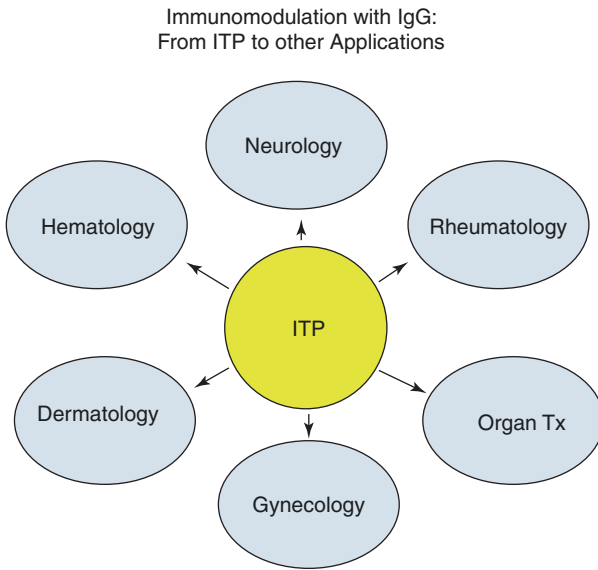 Immunomodulation with IgG:
From ITP to other Applications
Neurology
Hematology
Rheumatology
ITP
Dermatology
Organ Tx
Gynecology